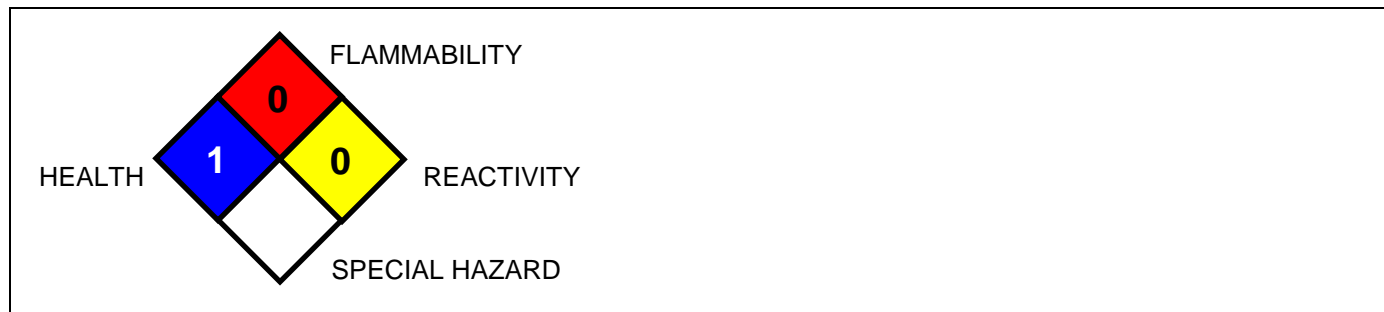 FLAMMABILITY
0
1
0
HEALTH
REACTIVITY
SPECIAL HAZARD